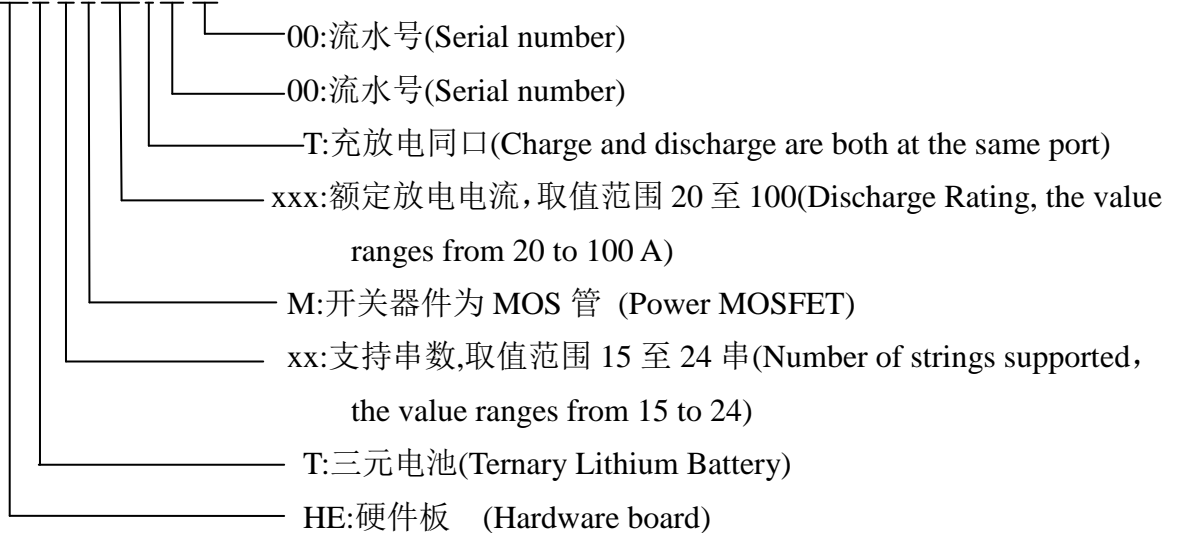 00:流水号(Serial number)
00:流水号(Serial number)
T:充放电同口(Charge and discharge are both at the same port)
xxx:额定放电电流,取值范围 20 至 100(Discharge Rating, the value
ranges from 20 to 100 A)
M:开关器件为 MOS 管 (Power MOSFET)
xx:支持串数,取值范围 15 至 24 串(Number of strings supported,
the value ranges from 15 to 24)
T:三元电池(Ternary Lithium Battery)
HE:硬件板 (Hardware board)